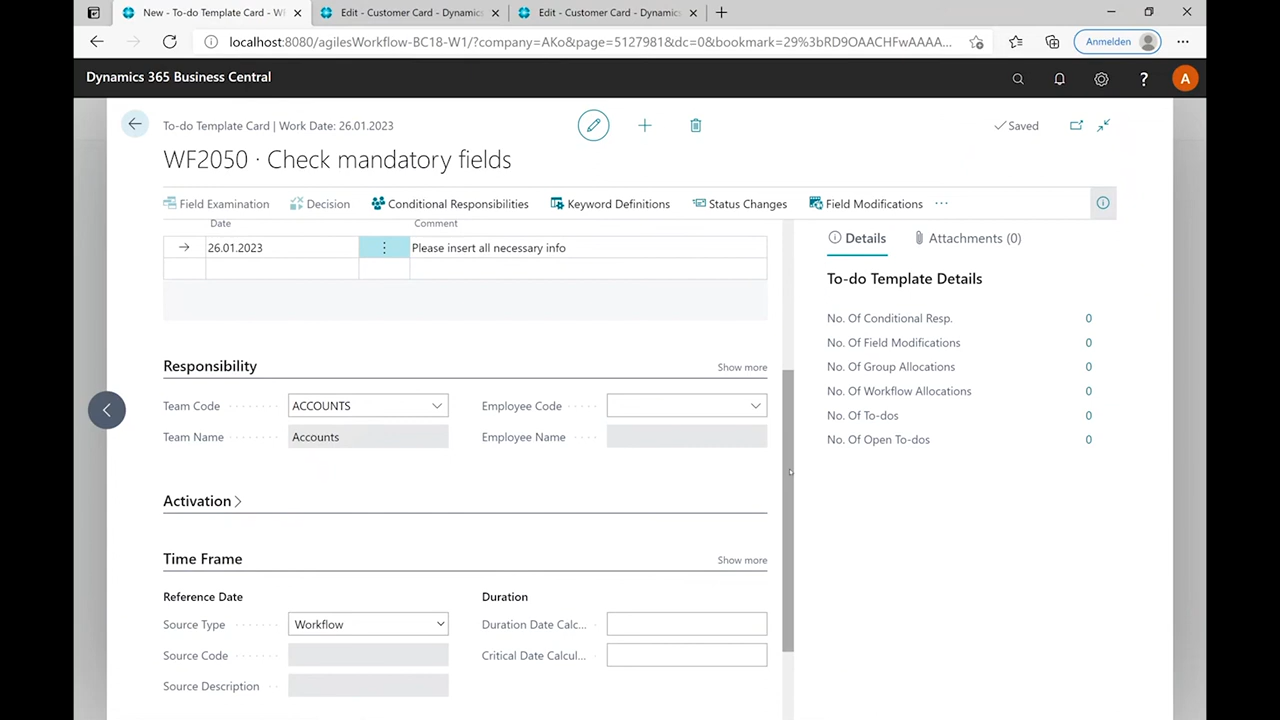 New - To-do Template Card - WF
Edit - Customer Card - Dynamics
Edit - Customer Card - Dynamics
localhost:8080/agilesWorkflow-BC18-W1/?company=AKo&page=5127981&dc=0&bookmark=29%3bRD9OAACHFwAAAA...
Anmelden
Dynamics 365 Business Central
?
A
To-do Template Card | Work Date: 26.01.2023
Saved
WF2050 · Check mandatory fields
Field Examination
Decision
Conditional Responsibilities
Keyword Definitions
Status Changes
Field Modifications
Date
Comment
26.01.2023
Please insert all necessary info
Details
Attachments (0)
To-do Template Details
No. Of Conditional Resp. 0
No. Of Field Modifications 0
No. Of Group Allocations 0
No. Of Workflow Allocations 0
No. Of To-dos 0
No. Of Open To-dos 0
Responsibility
Show more
Team Code ACCOUNTS
Employee Code
Team Name Accounts
Employee Name
Activation
Time Frame
Show more
Reference Date
Duration
Source Type Workflow
Duration Date Calc...
Source Code
Critical Date Calcul...
Source Description